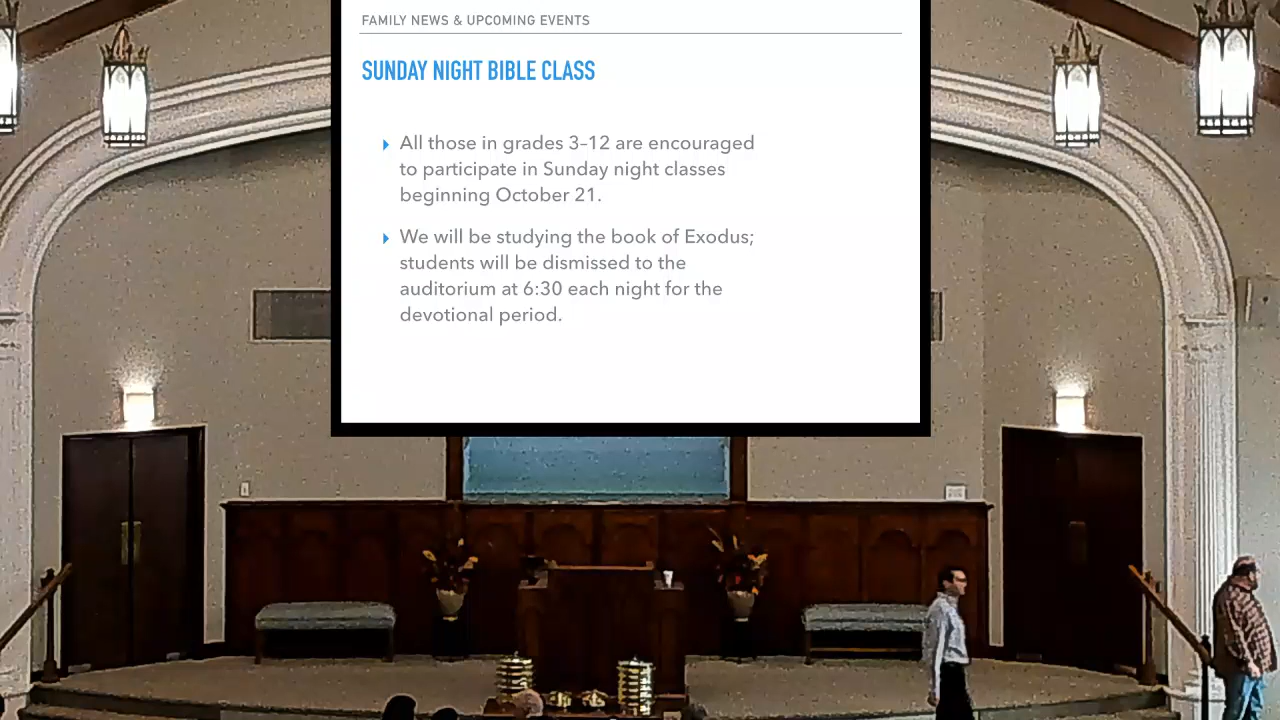 FAMILY NEWS & UPCOMING EVENTS
SUNDAY NIGHT BIBLE CLASS
All those in grades 3–12 are encouraged
to participate in Sunday night classes
beginning October 21.
We will be studying the book of Exodus;
students will be dismissed to the
auditorium at 6:30 each night for the
devotional period.